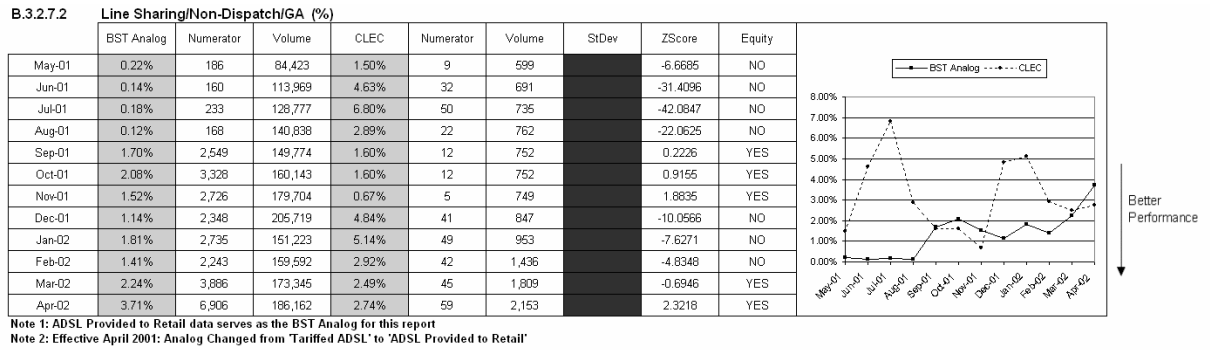 B.3.2.7.2 Line Sharing/Non-Dispatch/GA (%)
BST Analog Numerator Volume CLEC Numerator Volume StDev ZScore Equity
May-01 0.22% 186 84,423 1.50% 9 599 -6.6685 NO
Jun-01 0.14% 160 113,969 4.63% 32 691 -31.4096 NO
Jul-01 0.18% 233 128,777 6.80% 50 735 -42.0847 NO
Aug-01 0.12% 168 140,838 2.89% 22 762 -22.0625 NO
Sep-01 1.70% 2,549 149,774 1.60% 12 752 0.2226 YES
Oct-01 2.08% 3,328 160,143 1.60% 12 752 0.9155 YES
Nov-01 1.52% 2,726 179,704 0.67% 5 749 1.8835 YES
Dec-01 1.14% 2,348 205,719 4.84% 41 847 -10.0566 NO
Jan-02 1.81% 2,735 151,223 5.14% 49 953 -7.6271 NO
Feb-02 1.41% 2,243 159,592 2.92% 42 1,436 -4.8348 NO
Mar-02 2.24% 3,886 173,345 2.49% 45 1,809 -0.6946 YES
Apr-02 3.71% 6,906 186,162 2.74% 59 2,153 2.3218 YES
BST Analog CLEC
8.00%
7.00%
6.00%
5.00%
4.00%
3.00%
2.00%
1.00%
0.00%
May-01 Jun-01 Jul-01 Aug-01 Sep-01 Oct-01 Nov-01 Dec-01 Jan-02 Feb-02 Mar-02 Apr-02
Better
Performance
Note 1: ADSL Provided to Retail data serves as the BST Analog for this report
Note 2: Effective April 2001: Analog Changed from 'Tariffed ADSL' to 'ADSL Provided to Retail'